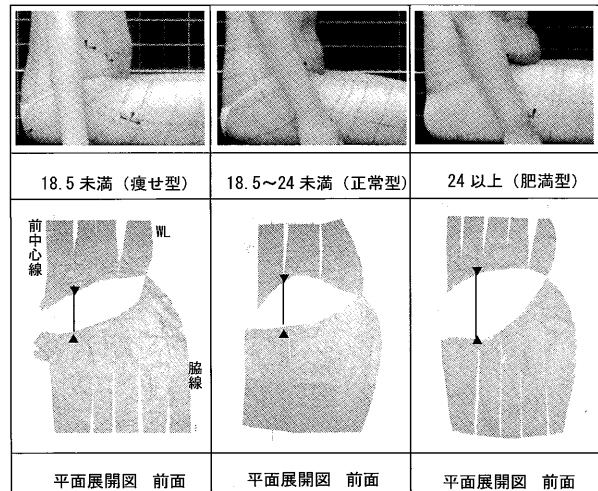 18.5 未満（痩せ型）
18.5～24 未満（正常型）
24 以上（肥満型）
前中心線
WL
脇線
平面展開図 前面
平面展開図 前面
平面展開図 前面